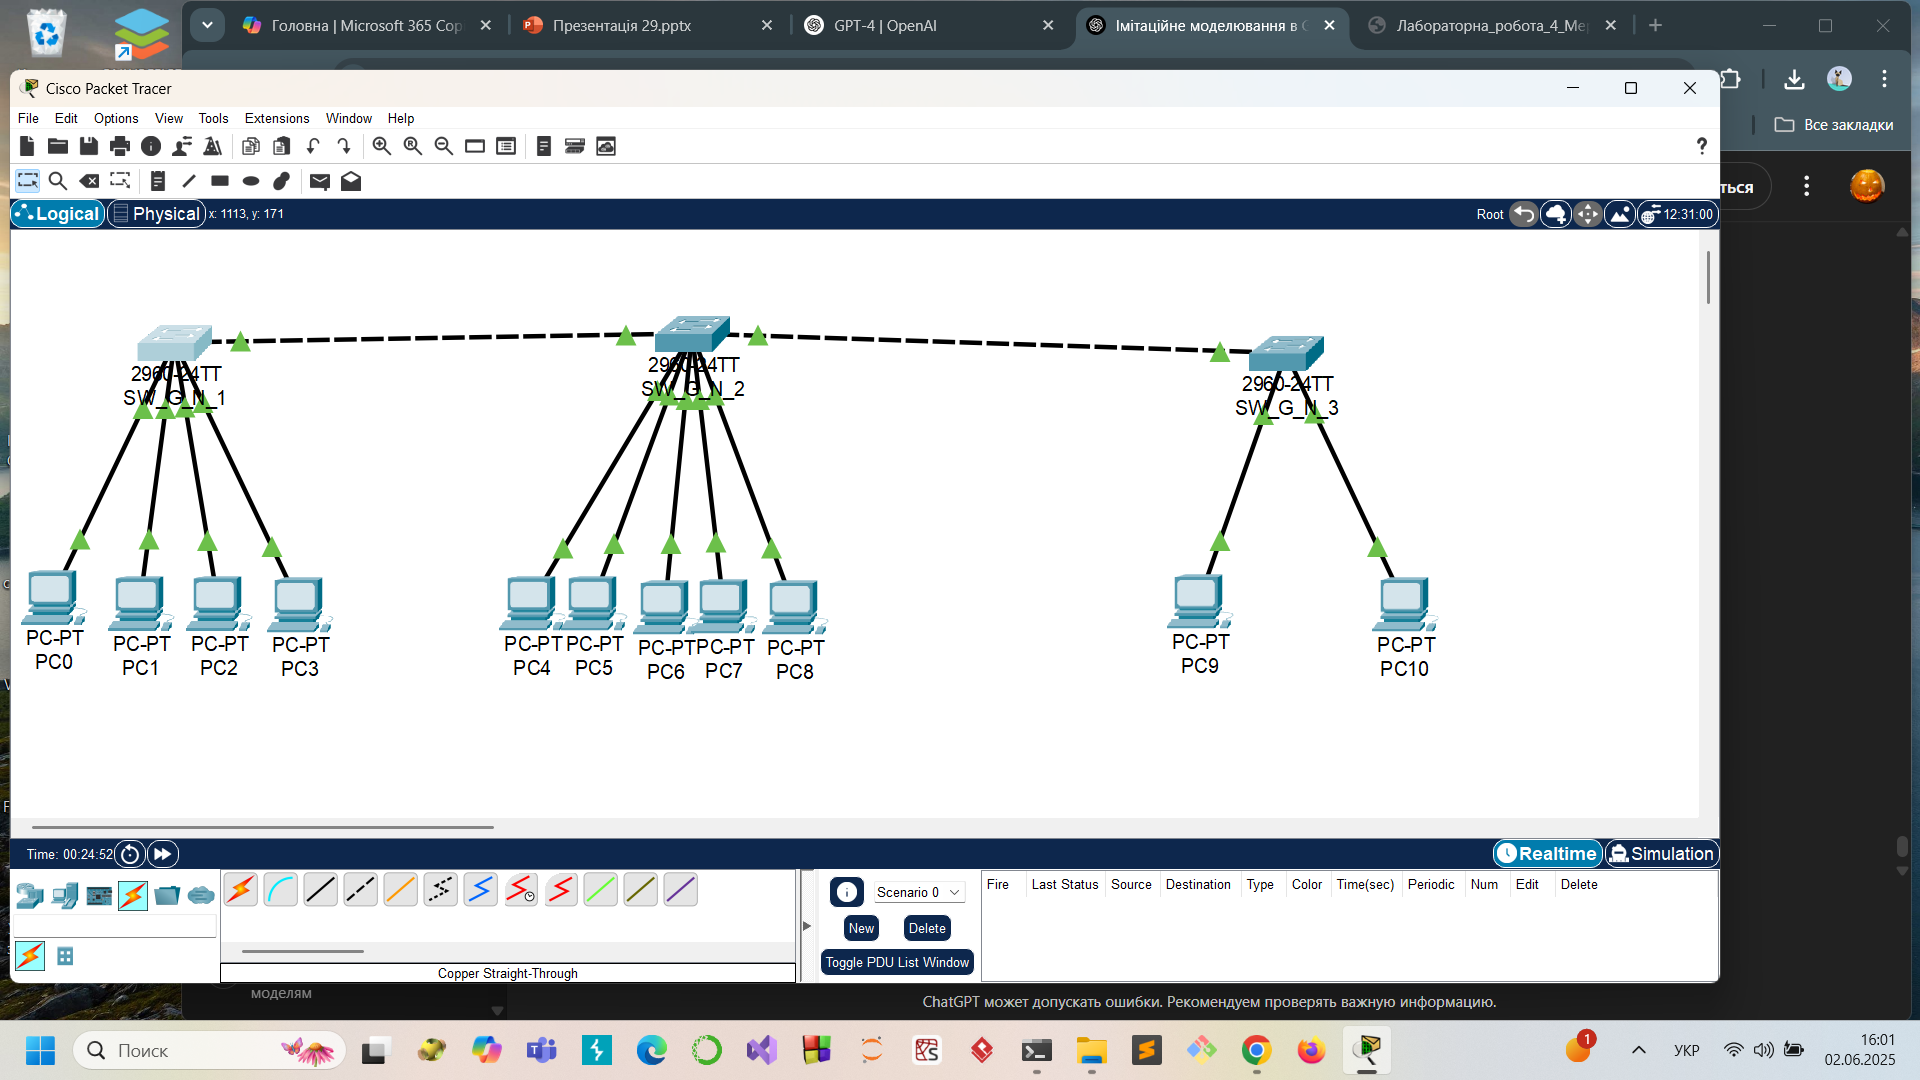 Головна | Microsoft 365 Cop
Презентація 29.pptx
GPT-4 | OpenAI
Імітаційне моделювання в C
Лабораторна_робота_4_Ме
Все закладки
ться
Cisco Packet Tracer
File Edit Options View Tools Extensions Window Help
Logical
Physical
x: 1113, y: 171
Root
12:31:00
2960-24TT
SW_G_N_1
2960-24TT
SW_G_N_2
2960-24TT
SW_G_N_3
PC-PT
PC0
PC-PT
PC1
PC-PT
PC2
PC-PT
PC3
PC-PT
PC4
PC-PT
PC5
PC-PT
PC6
PC-PT
PC7
PC-PT
PC8
PC-PT
PC9
PC-PT
PC10
Time: 00:24:52
Realtime
Simulation
Scenario 0
New
Delete
Toggle PDU List Window
Fire Last Status Source Destination Type Color Time(sec) Periodic Num Edit Delete
Copper Straight-Through
моделям
ChatGPT может допускать ошибки. Рекомендуем проверять важную информацию.
Поиск
1
УКР
16:01
02.06.2025